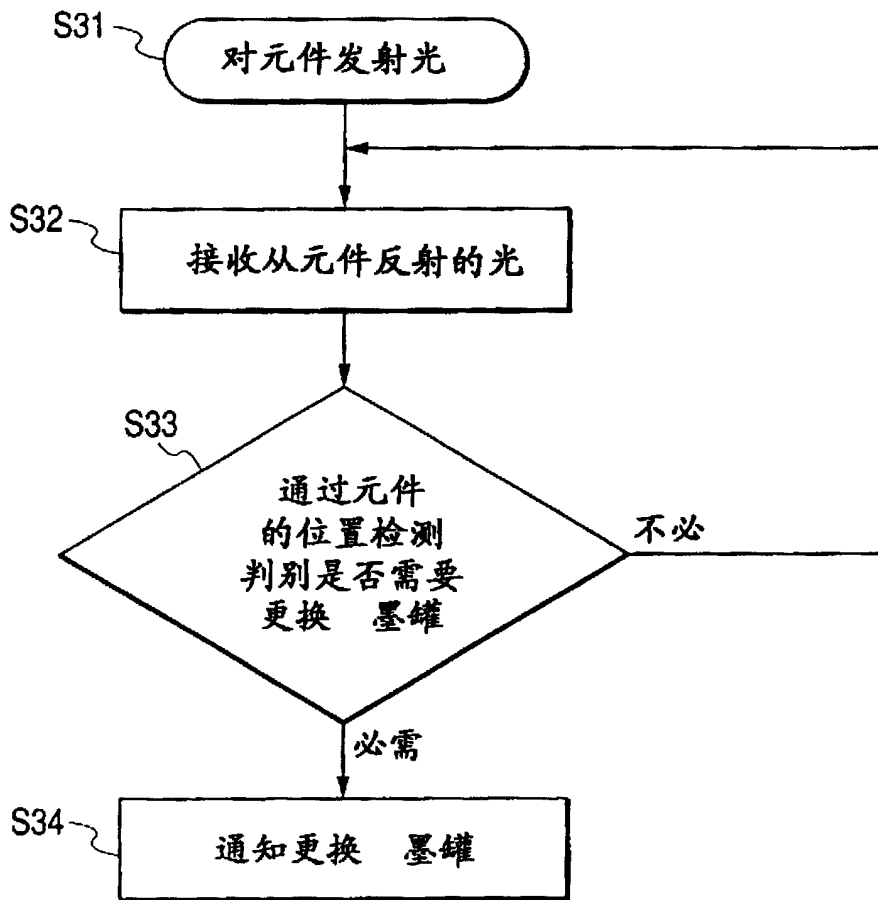 S31
对元件发射光
S32
接收从元件反射的光
S33
通过元件
的位置检测
判别是否需要
更换 墨罐
不必
必需
S34
通知更换 墨罐